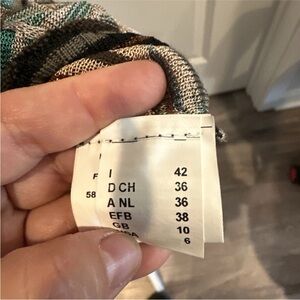 I 42
D CH 36
A NL 36
EFB 38
GB 10
6
F
58